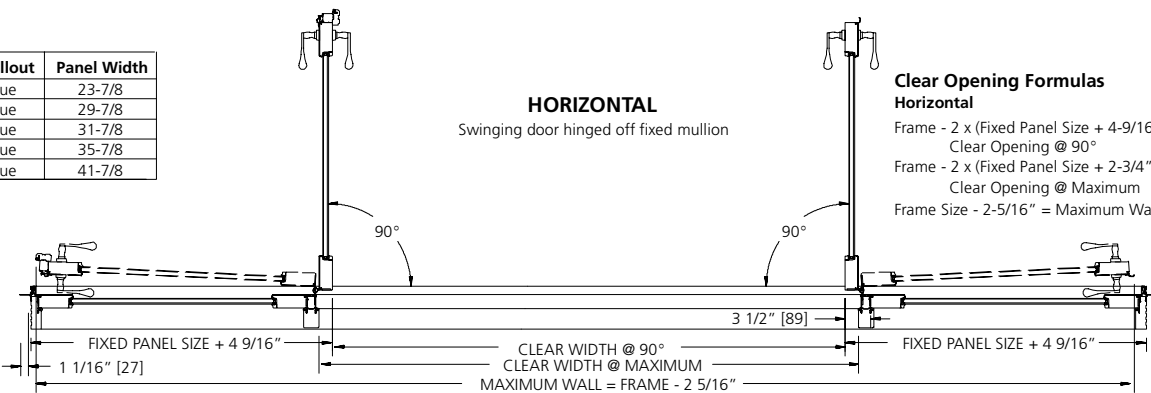 llout Panel Width
ue 23-7/8
ue 29-7/8
ue 31-7/8
ue 35-7/8
ue 41-7/8
HORIZONTAL
Swinging door hinged off fixed mullion
Clear Opening Formulas
Horizontal
Frame - 2 x (Fixed Panel Size + 4-9/16
Clear Opening @ 90°
Frame - 2 x (Fixed Panel Size + 2-3/4”
Clear Opening @ Maximum
Frame Size - 2-5/16” = Maximum Wa
90°
90°
3 1/2” [89]
FIXED PANEL SIZE + 4 9/16”
CLEAR WIDTH @ 90°
FIXED PANEL SIZE + 4 9/16”
1 1/16” [27]
CLEAR WIDTH @ MAXIMUM
MAXIMUM WALL = FRAME - 2 5/16”